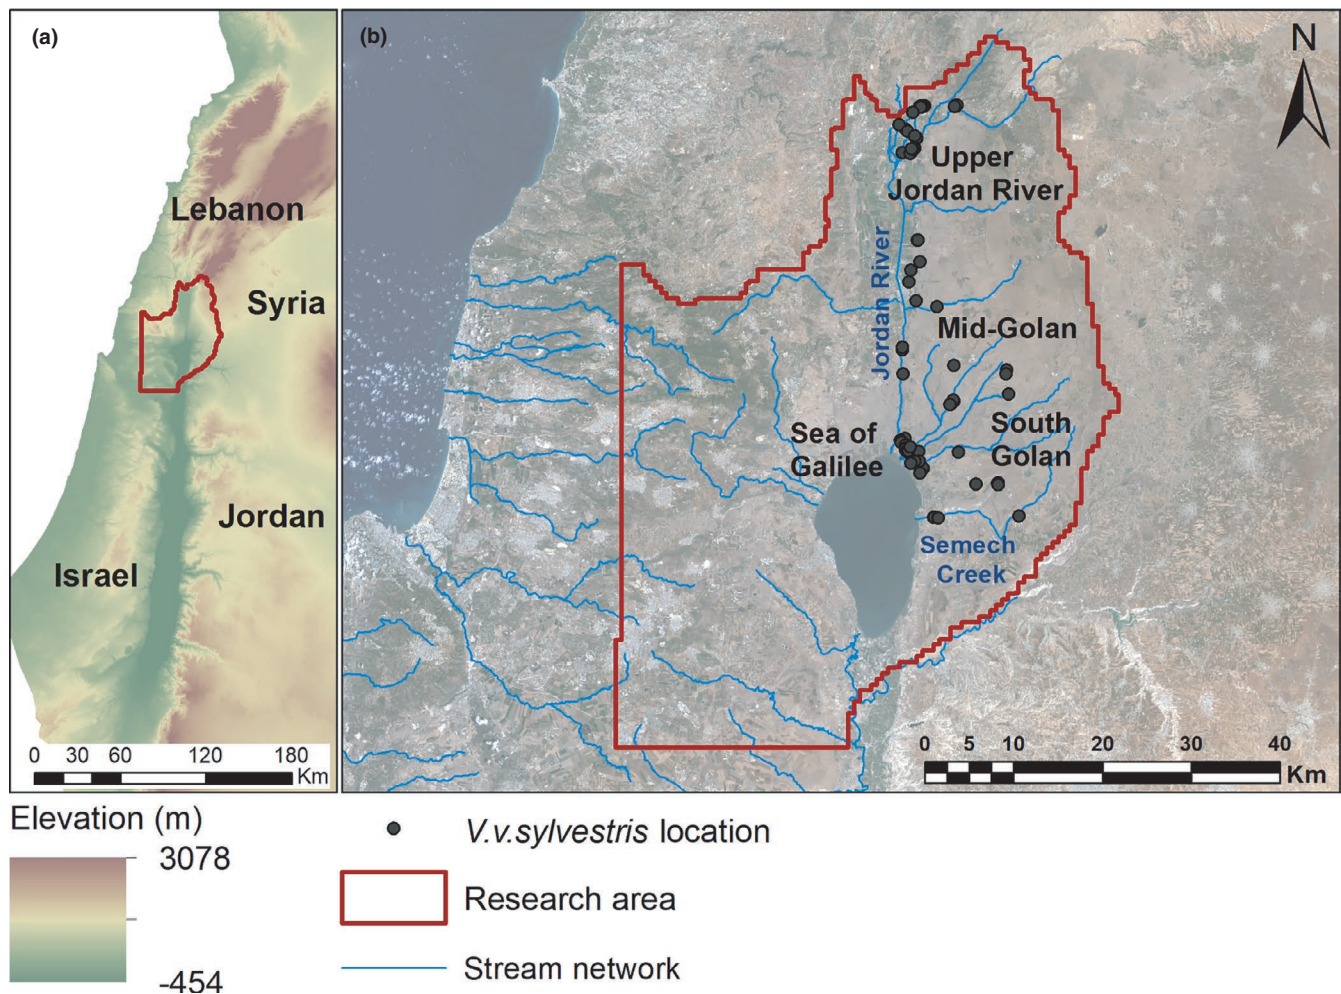 (a)
Lebanon
Syria
Jordan
Israel
0 30 60 120 180
Km
(b)
N
Upper
Jordan River
Jordan River
Mid-Golan
South
Golan
Sea of
Galilee
Semech
Creek
0 5 10 20 30 40
Km
Elevation (m)
3078
-454
V.v.sylvestris location
Research area
Stream network